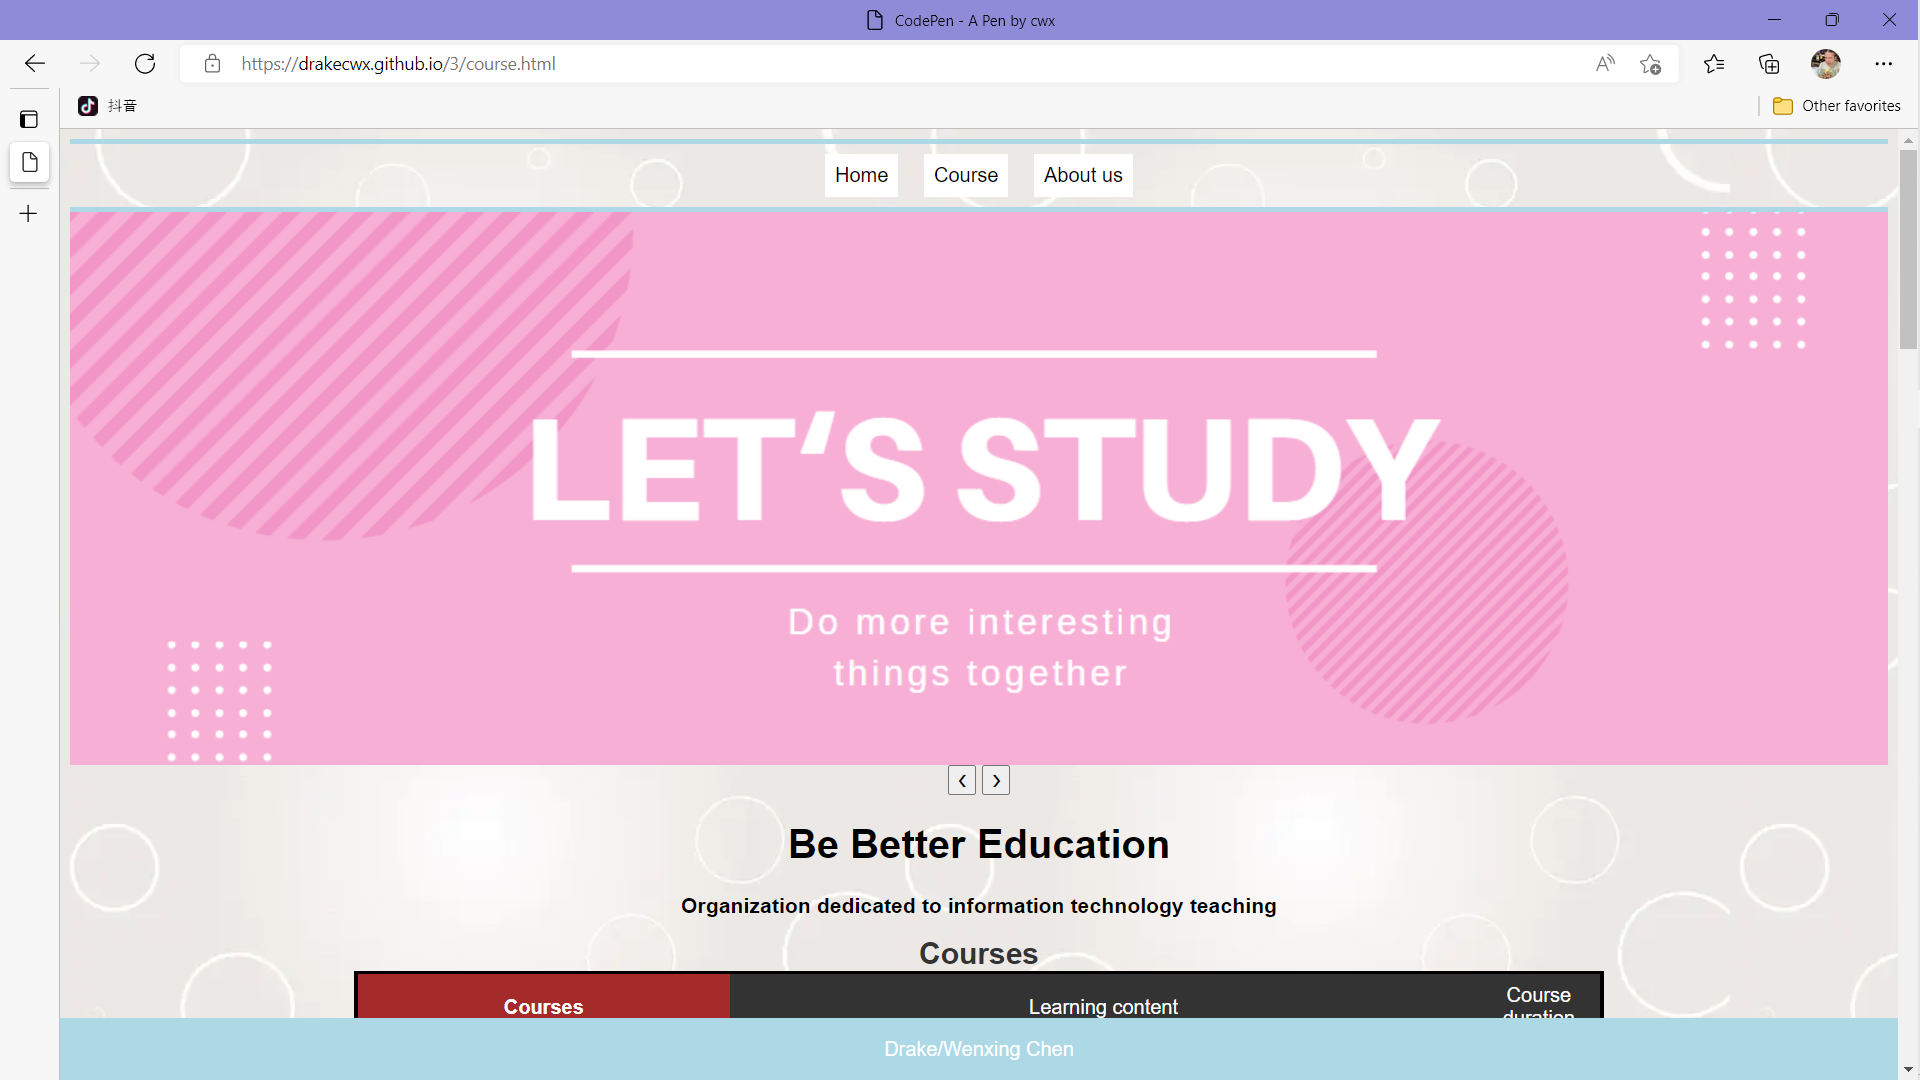 CodePen - A Pen by cwx
https://drakecwx.github.io/3/course.html
抖音
Other favorites
Home
Course
About us
LET‘S STUDY
Do more interesting
things together
Be Better Education
Organization dedicated to information technology teaching
Courses
Courses
Learning content
Course
duration
Drake/Wenxing Chen